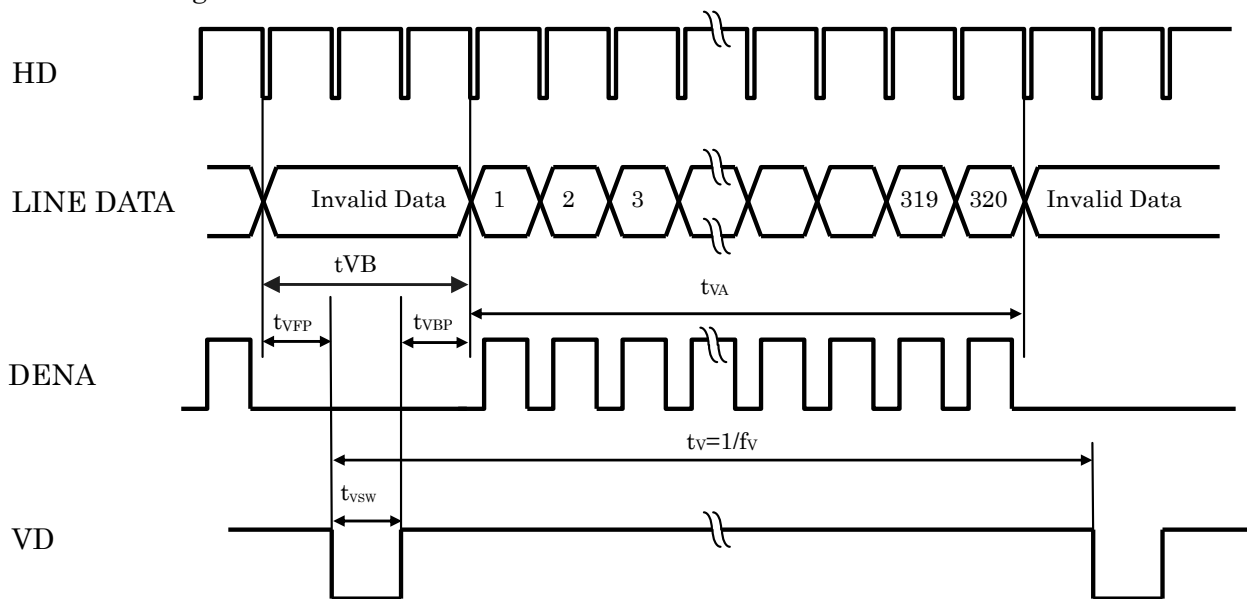 HD
LINE DATA
Invalid Data
1
2
3
319
320
Invalid Data
tVB
tVA
tVFP
tVBP
DENA
tV=1/fV
tVSW
VD